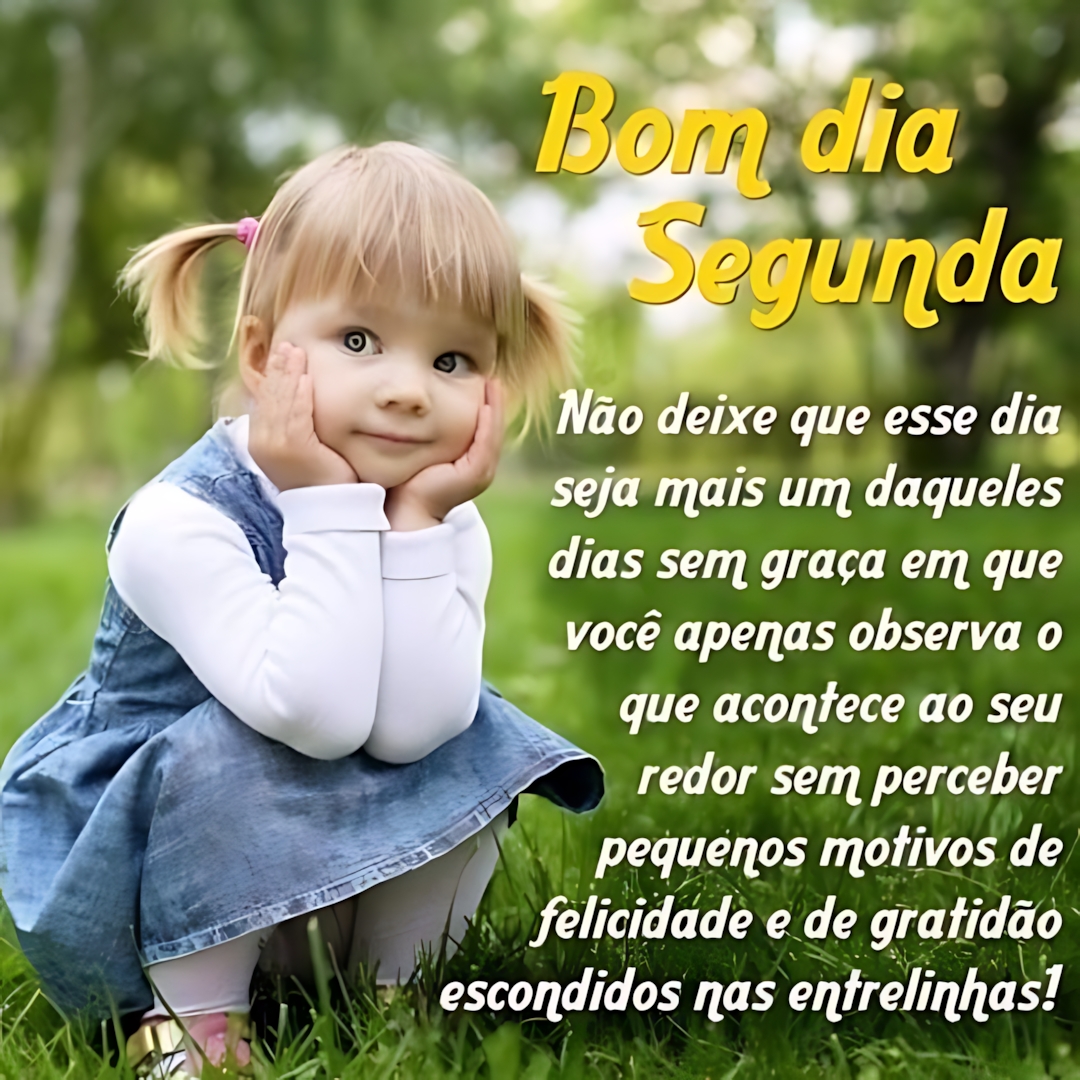 Bom dia
Segunda
Não deixe que esse dia
seja mais um daqueles
dias sem graça em que
você apenas observa o
que acontece ao seu
redor sem perceber
pequenos motivos de
felicidade e de gratidão
escondidos nas entrelinhas!